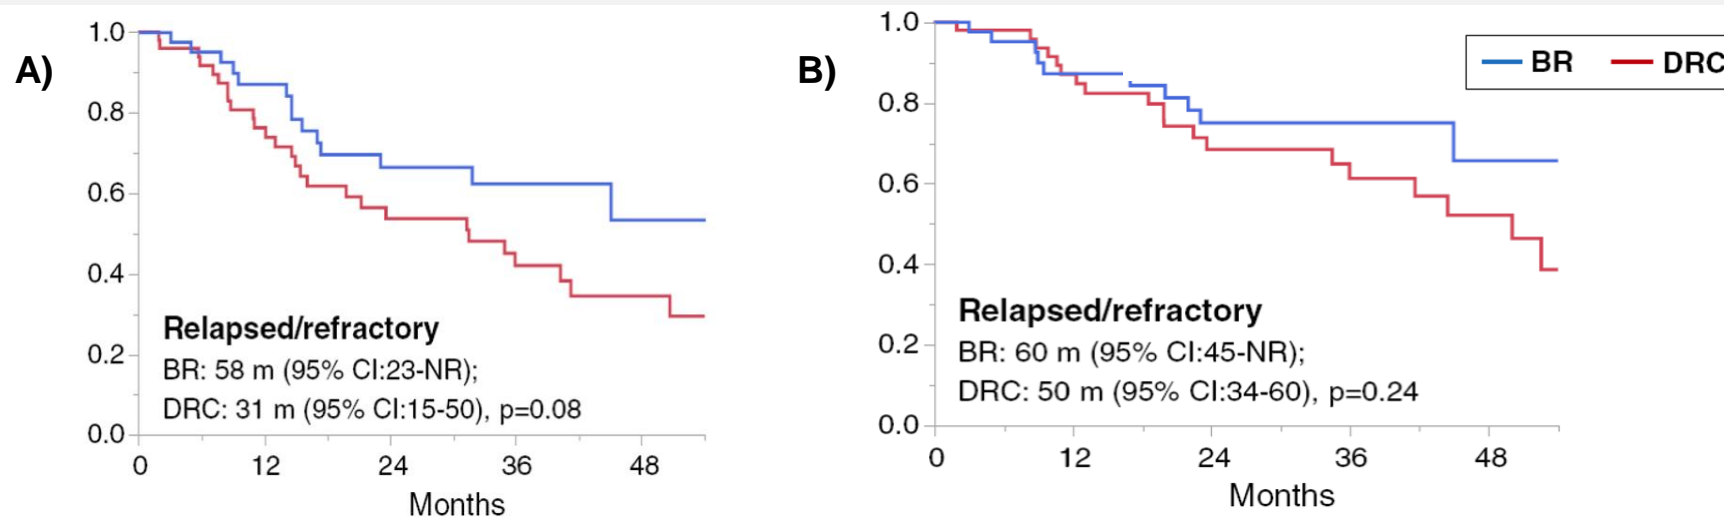 A)
1.0
0.8
0.6
0.4
0.2
0.0
Relapsed/refractory
BR: 58 m (95% CI:23-NR);
DRC: 31 m (95% CI:15-50), p=0.08
0 12 24 36 48
Months
B)
1.0
0.8
0.6
0.4
0.2
0.0
BR DRC
Relapsed/refractory
BR: 60 m (95% CI:45-NR);
DRC: 50 m (95% CI:34-60), p=0.24
0 12 24 36 48
Months